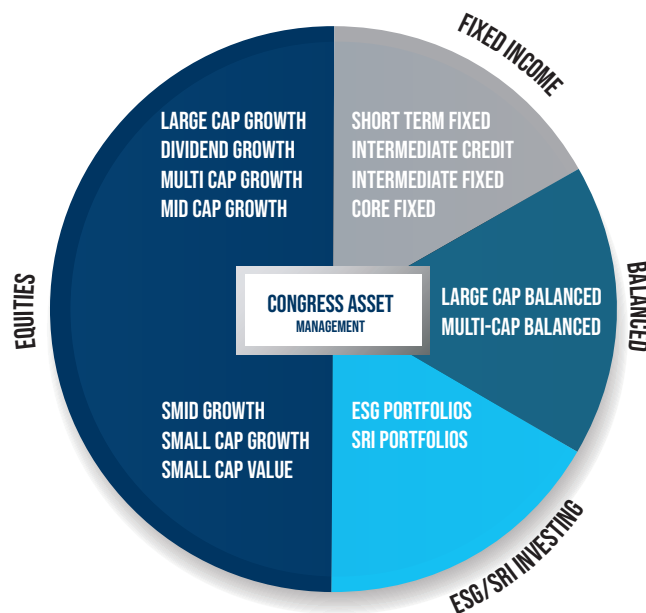 FIXED INCOME
LARGE CAP GROWTH
DIVIDEND GROWTH
MULTI CAP GROWTH
MID CAP GROWTH
SHORT TERM FIXED
INTERMEDIATE CREDIT
INTERMEDIATE FIXED
CORE FIXED
EQUITIES
CONGRESS ASSET
MANAGEMENT
LARGE CAP BALANCED
MULTI-CAP BALANCED
BALANCED
SMID GROWTH
SMALL CAP GROWTH
SMALL CAP VALUE
ESG PORTFOLIOS
SRI PORTFOLIOS
ESG/SRI INVESTING